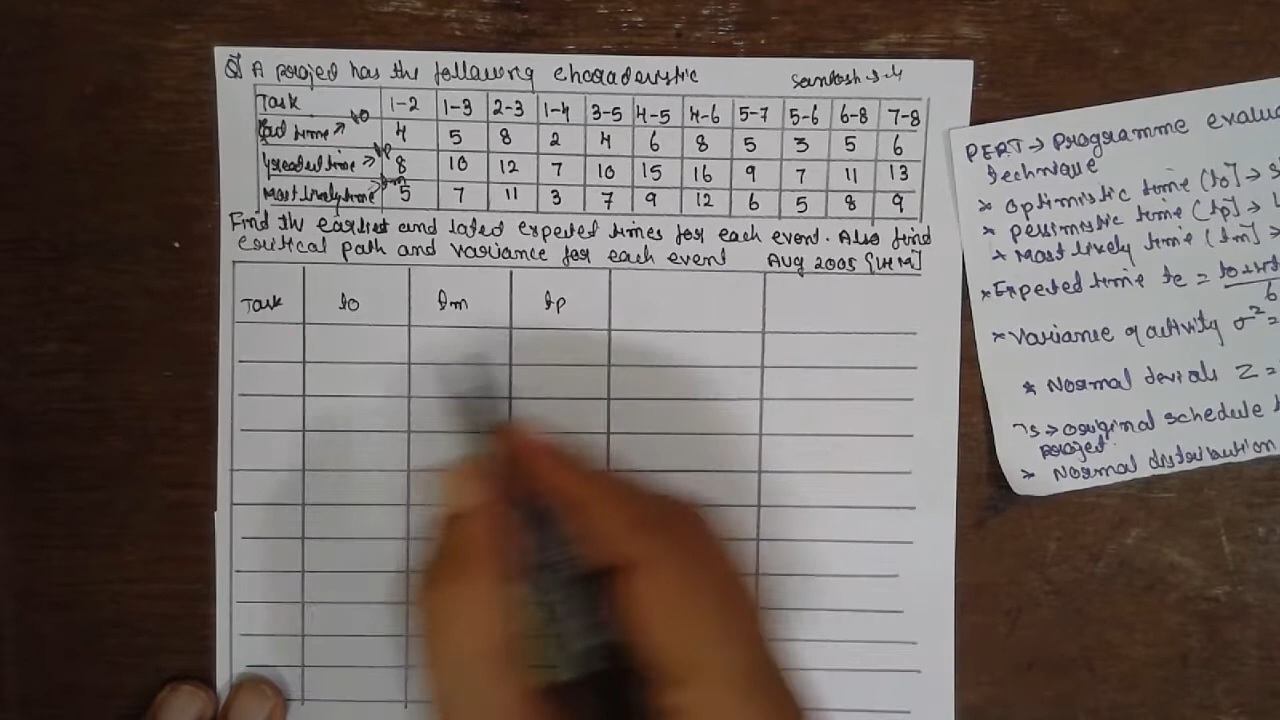 Q A project has the following characteristic Santosh
Task 1-2 1-3 2-3 1-4 3-5 4-5 4-6 5-7 5-6 6-8 7-8
time → to 4 5 8 2 4 6 8 5 3 5 6
time → tp 8 10 12 7 10 15 16 9 7 11 13
Most likely time → tm 5 7 11 3 7 9 12 6 5 8 9
Find the earliest and latest expected times for each event. Also find
critical path and variance for each event AUG 2005 [14M]
Task to tm tp
PERT → Programme
technique
* optimistic time (to) →
* pessimistic time (tp) →
* Most likely time (tm) →
* Expected time te =
6
* Variance of activity σ² =
* Normal Z =
Ts → original schedule
project
* Normal distribution